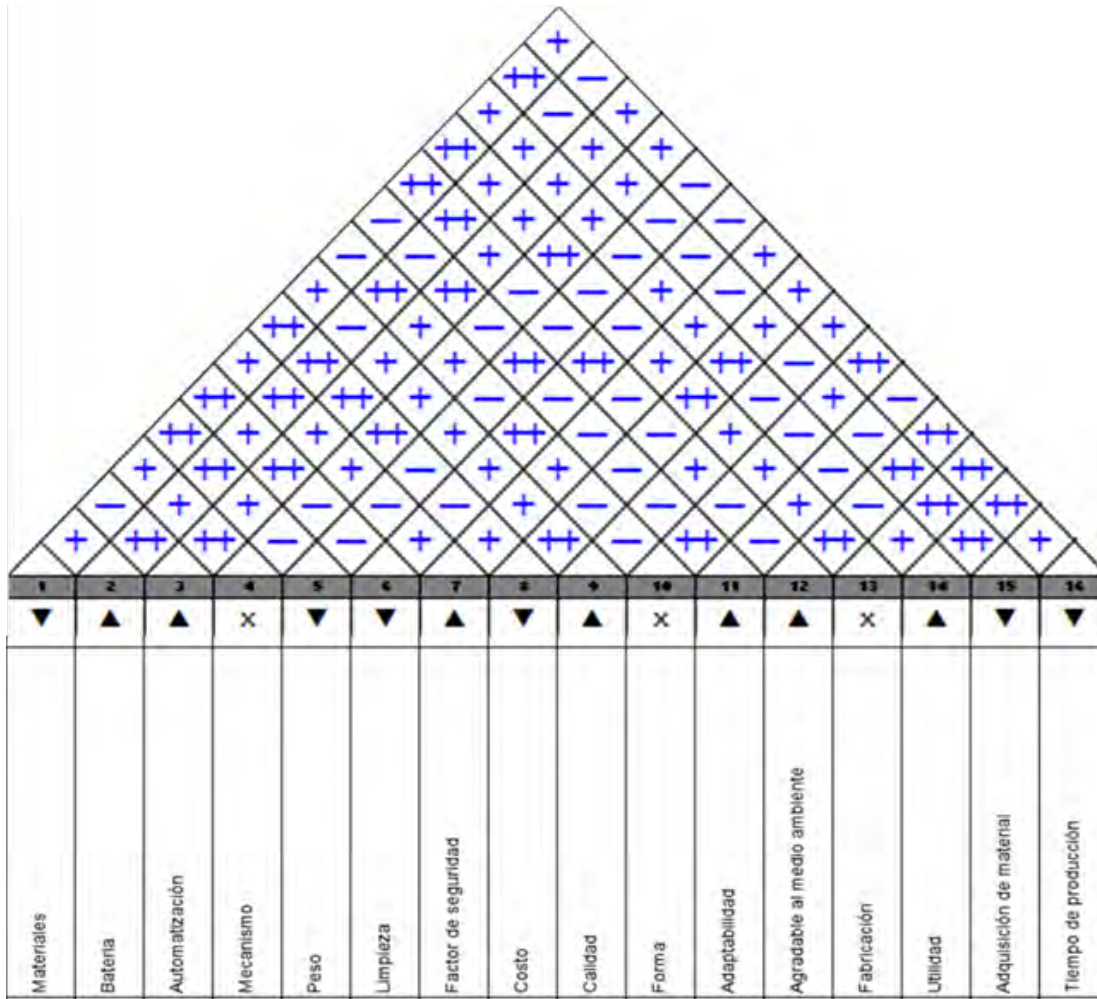 1 2 3 4 5 6 7 8 9 10 11 12 13 14 15 16
Materiales
Bateria
Automatización
Mecanismo
Peso
Limpieza
Factor de seguridad
Costo
Calidad
Forma
Adaptabilidad
Agradable al medio ambiente
Fabricación
Utilidad
Adquisición de material
Tiempo de producción